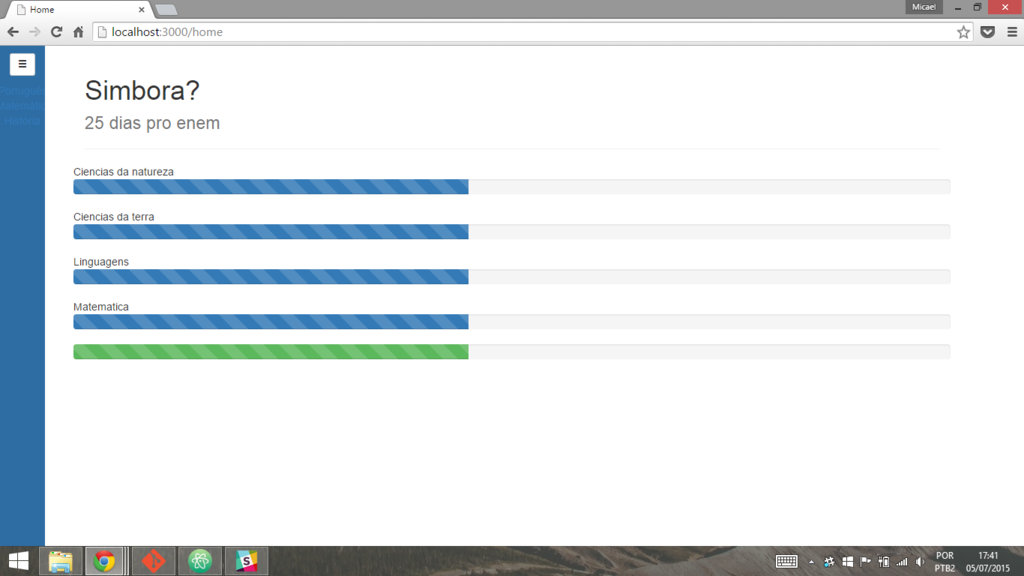 Home
Micael
localhost:3000/home
Simbora?
25 dias pro enem
Ciencias da natureza
Ciencias da terra
Linguagens
Matematica
POR
17:41
PTB2
05/07/2015